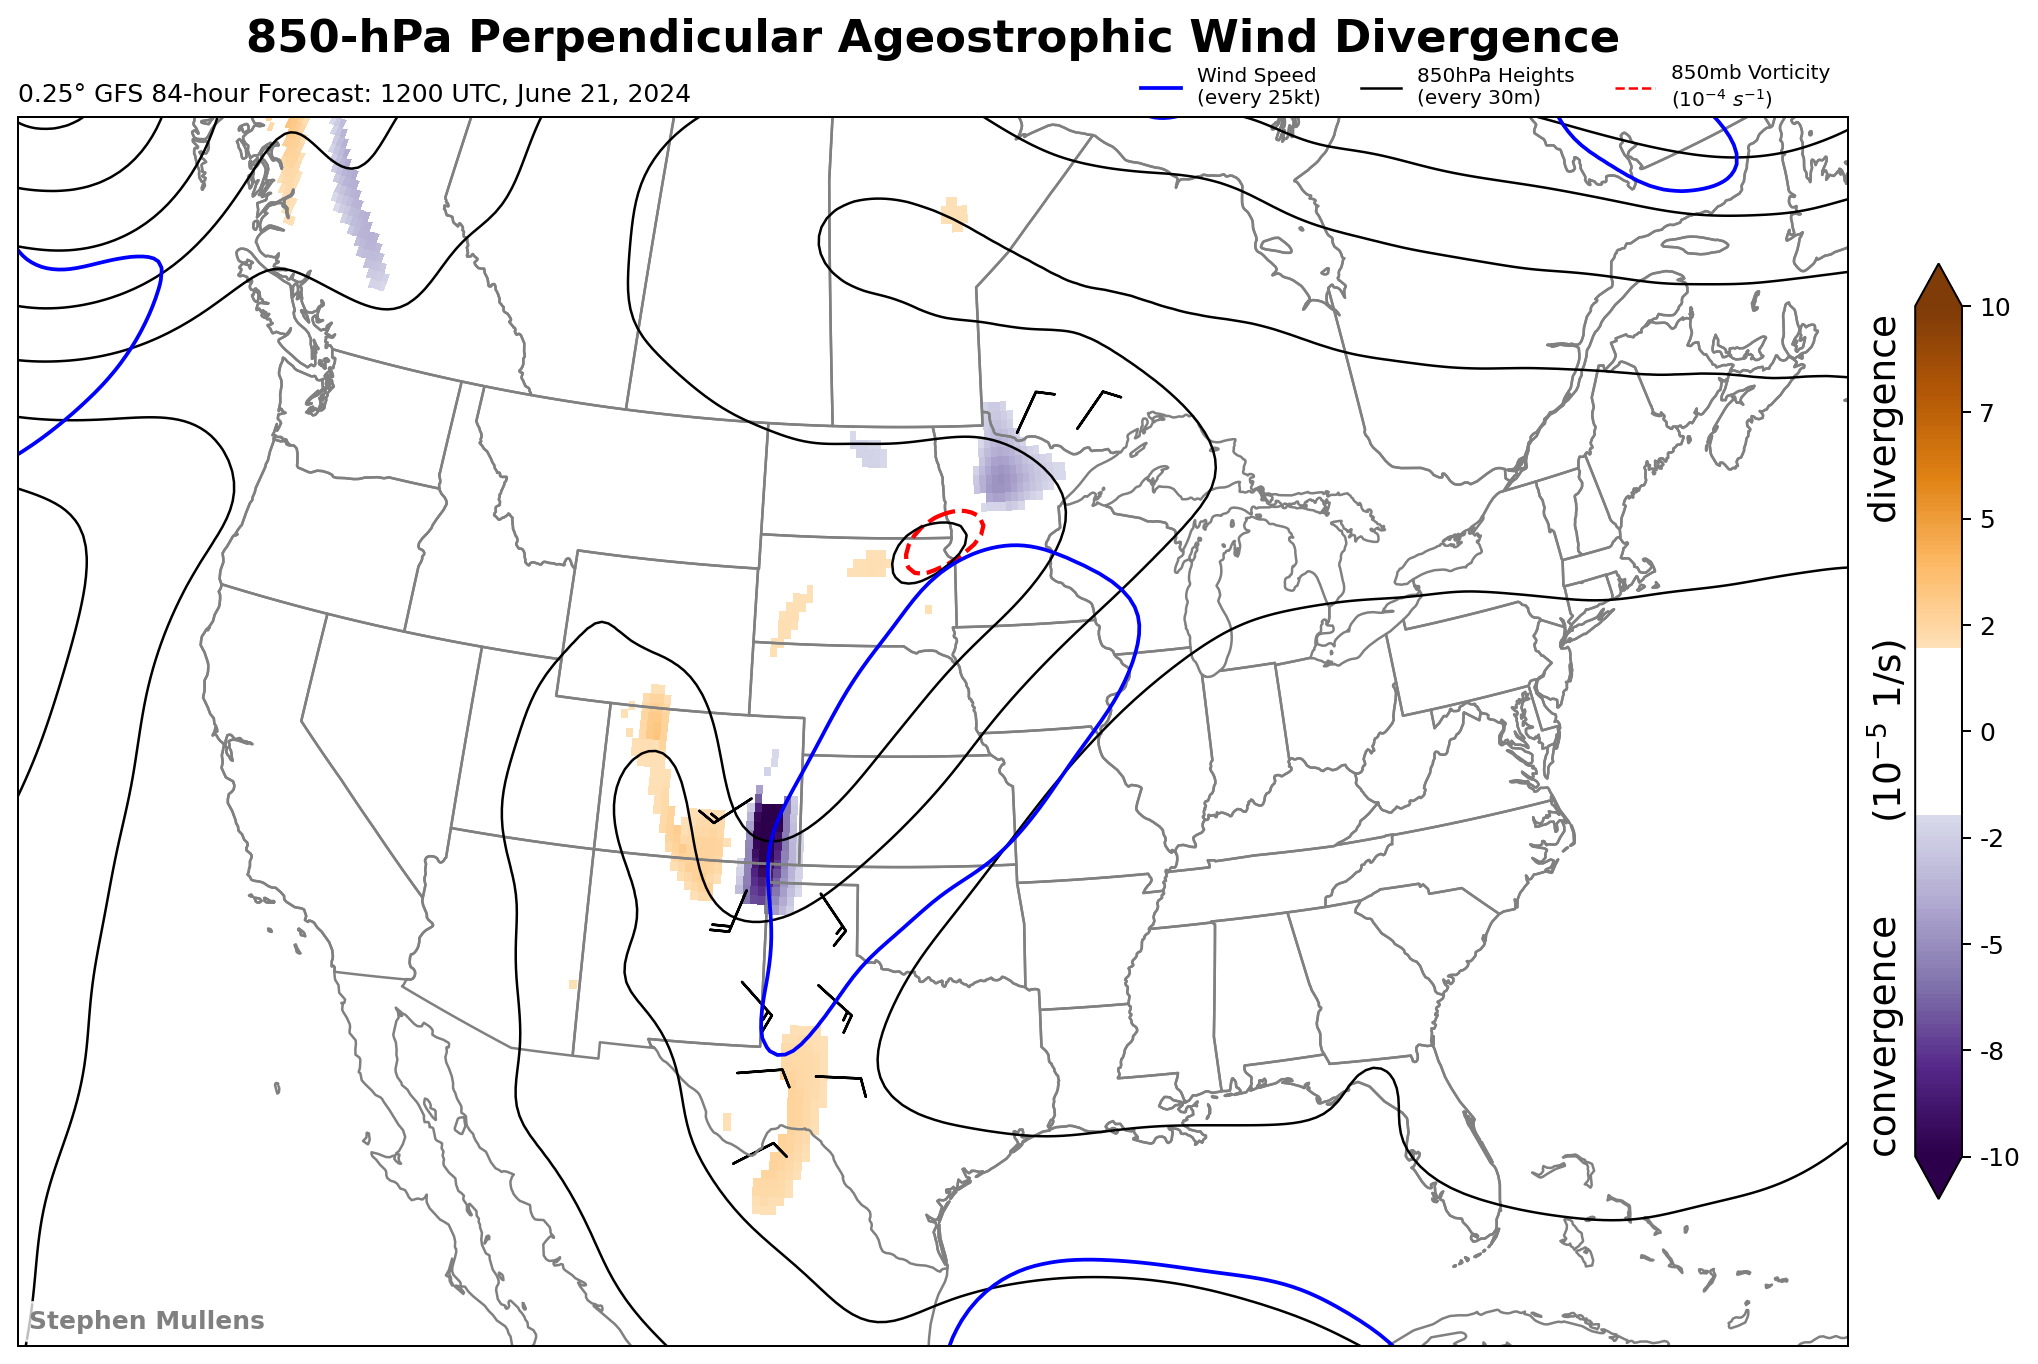 850-hPa Perpendicular Ageostrophic Wind Divergence
0.25° GFS 84-hour Forecast: 1200 UTC, June 21, 2024
Wind Speed
(every 25kt)
850hPa Heights
(every 30m)
850mb Vorticity
(10⁻⁴ s⁻¹)
10
7
5
2
0
-2
-5
-8
-10
convergence (10⁻⁵ 1/s) divergence
Stephen Mullens